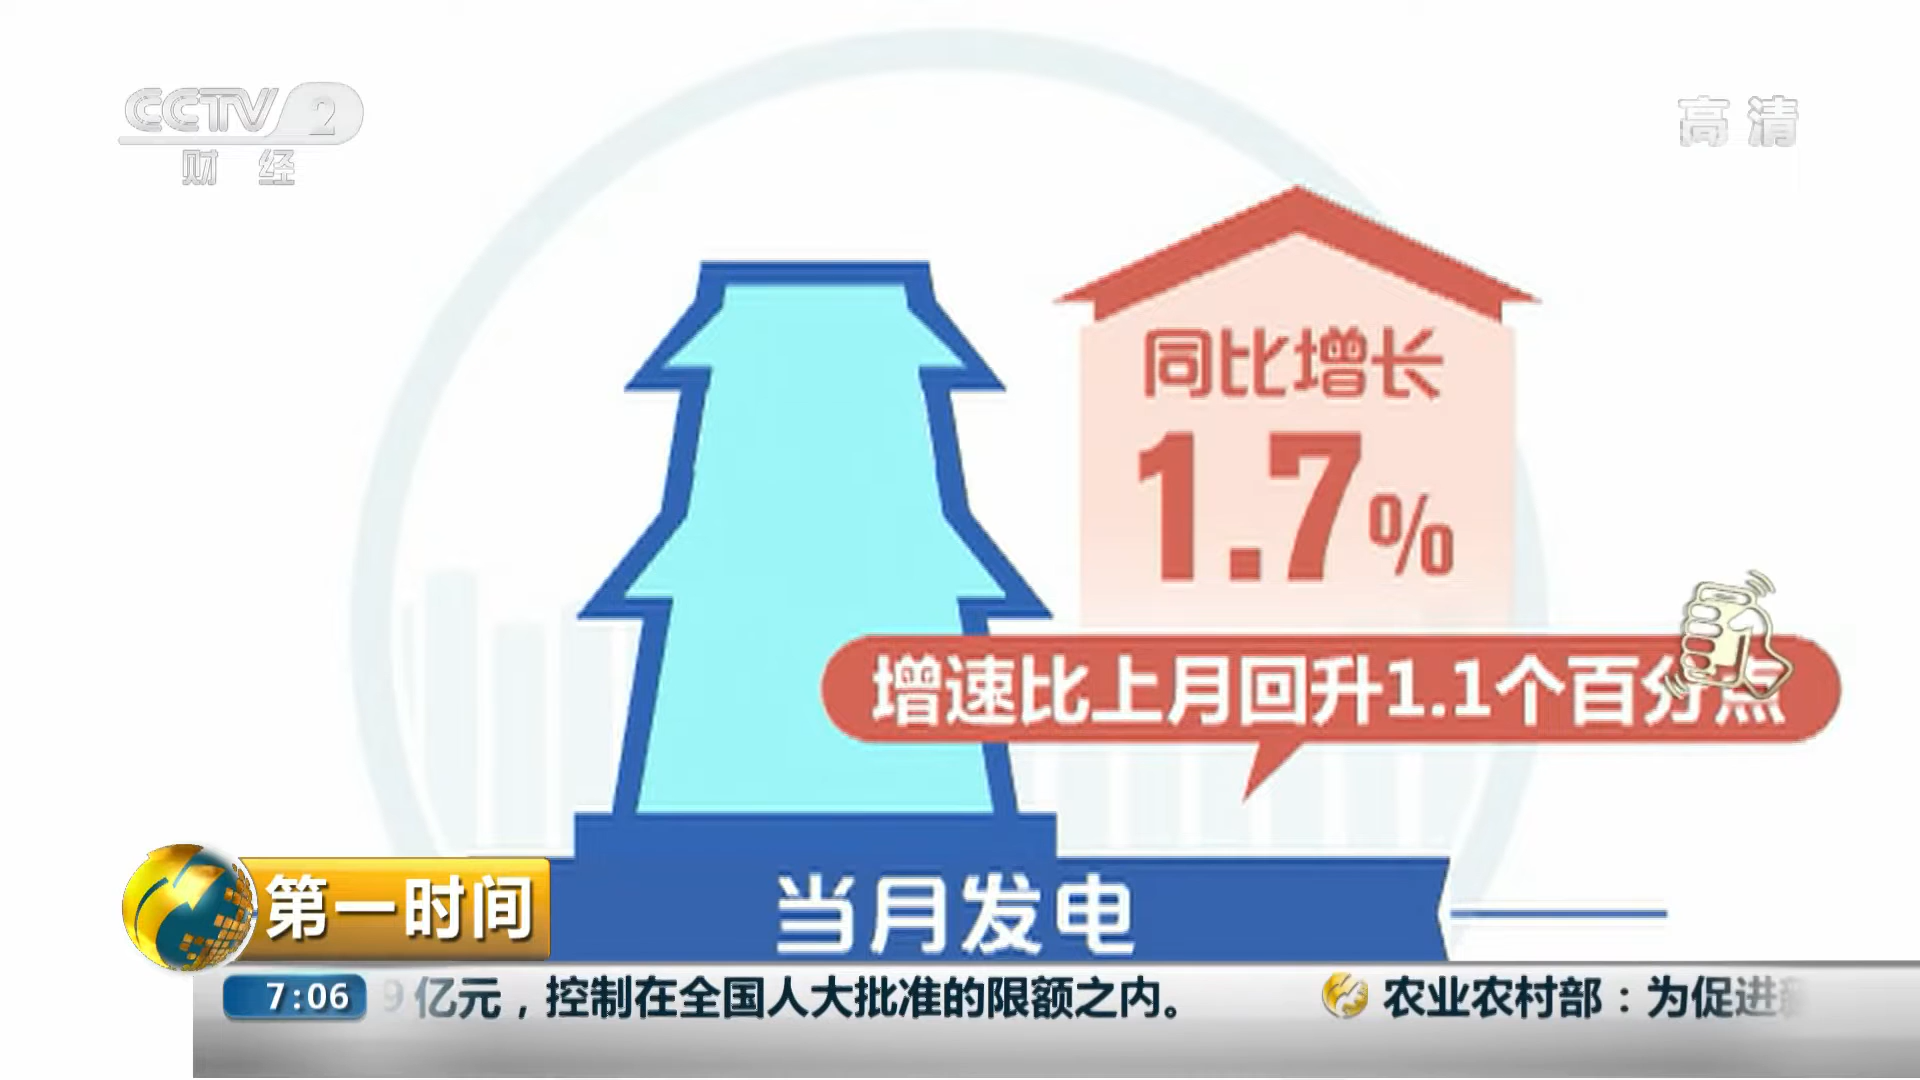 CCTV 2
财经
高清
同比增长
1.7%
增速比上月回升1.1个百分点
当月发电
第一时间
7:06
9亿元，控制在全国人大批准的限额之内。
农业农村部：为促进